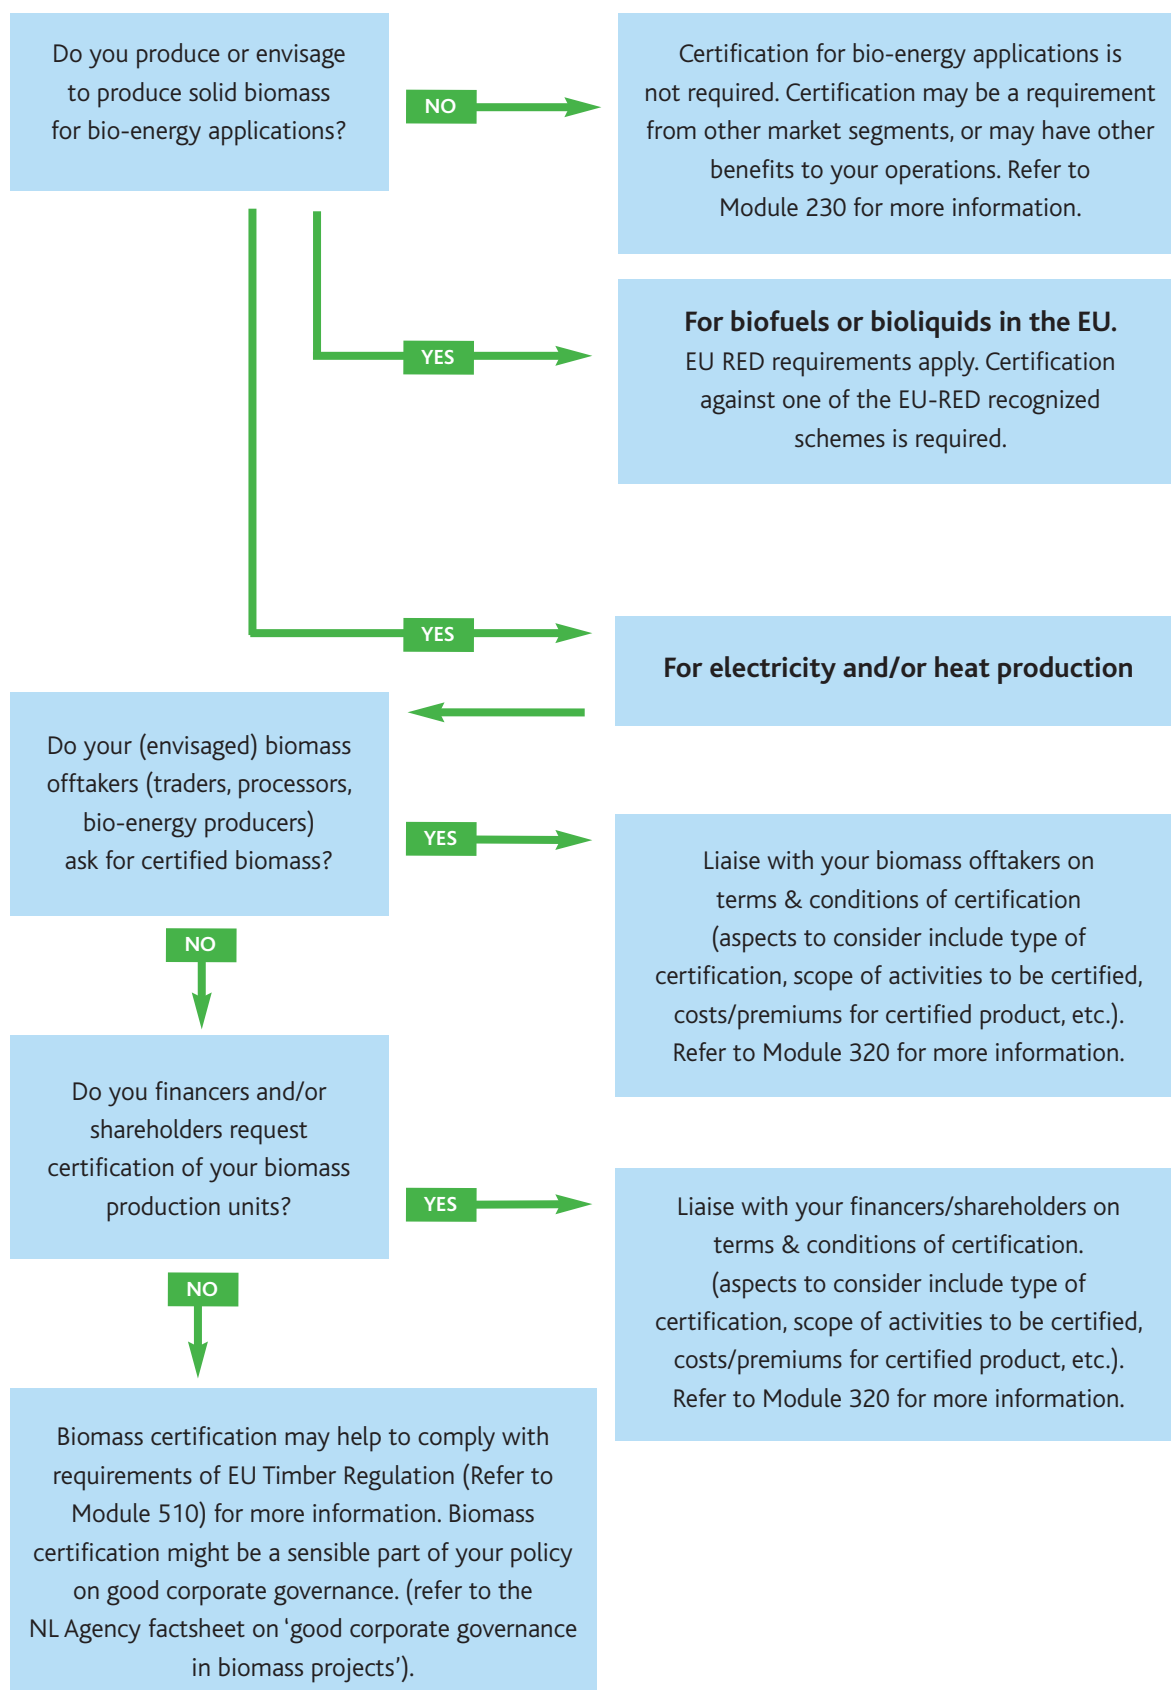 Do you produce or envisage
to produce solid biomass
for bio-energy applications?
NO
Certification for bio-energy applications is
not required. Certification may be a requirement
from other market segments, or may have other
benefits to your operations. Refer to
Module 230 for more information.
YES
For biofuels or bioliquids in the EU.
EU RED requirements apply. Certification
against one of the EU-RED recognized
schemes is required.
YES
For electricity and/or heat production
Do your (envisaged) biomass
offtakers (traders, processors,
bio-energy producers)
ask for certified biomass?
YES
Liaise with your biomass offtakers on
terms & conditions of certification
(aspects to consider include type of
certification, scope of activities to be certified,
costs/premiums for certified product, etc.).
Refer to Module 320 for more information.
NO
Do you financers and/or
shareholders request
certification of your biomass
production units?
YES
Liaise with your financers/shareholders on
terms & conditions of certification.
(aspects to consider include type of
certification, scope of activities to be certified,
costs/premiums for certified product, etc.).
Refer to Module 320 for more information.
NO
Biomass certification may help to comply with
requirements of EU Timber Regulation (Refer to
Module 510) for more information. Biomass
certification might be a sensible part of your policy
on good corporate governance. (refer to the
NL Agency factsheet on ‘good corporate governance
in biomass projects’).